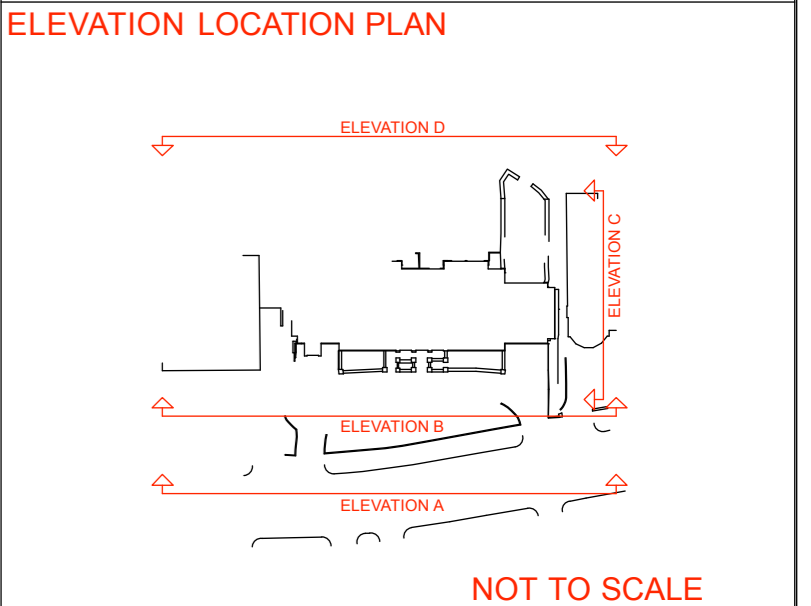 ELEVATION LOCATION PLAN
ELEVATION D
ELEVATION C
ELEVATION B
ELEVATION A
NOT TO SCALE